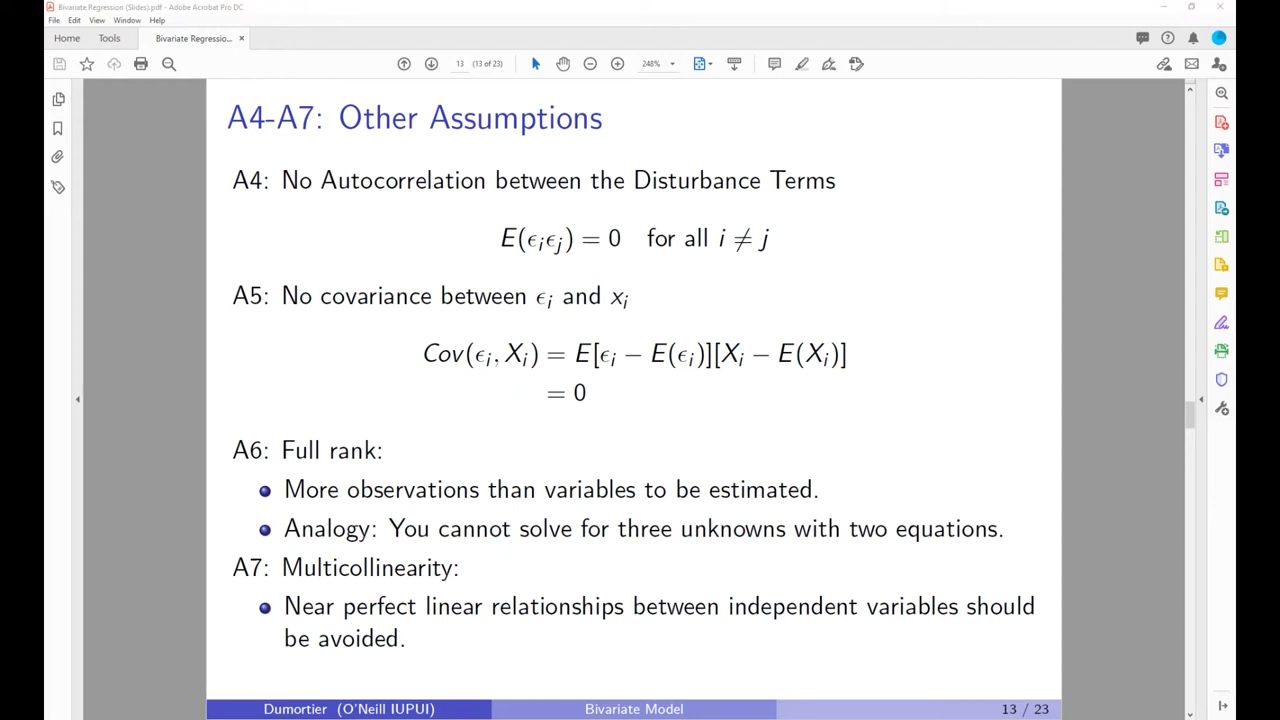 Bivariate Regression (Slides).pdf - Adobe Acrobat Pro DC
File Edit View Window Help
Home Tools Bivariate Regressio... ×
13 (13 of 23) 248%
A4-A7: Other Assumptions
A4: No Autocorrelation between the Disturbance Terms
E(ϵᵢϵⱼ) = 0 for all i ≠ j
A5: No covariance between ϵᵢ and xᵢ
Cov(ϵᵢ, Xᵢ) = E[ϵᵢ − E(ϵᵢ)][Xᵢ − E(Xᵢ)]
= 0
A6: Full rank:
More observations than variables to be estimated.
Analogy: You cannot solve for three unknowns with two equations.
A7: Multicollinearity:
Near perfect linear relationships between independent variables should
be avoided.
Dumortier (O'Neill IUPUI) Bivariate Model 13 / 23